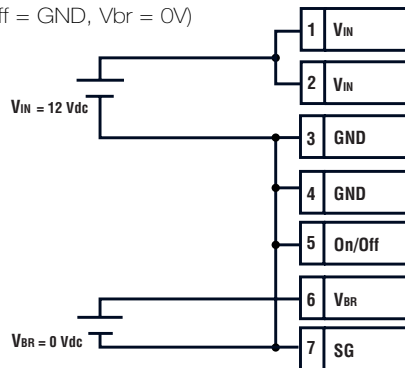 ff = GND, Vbr = 0V)
1 VIN
2 VIN
VIN = 12 Vdc
3 GND
4 GND
5 On/Off
6 VBR
VBR = 0 Vdc
7 SG